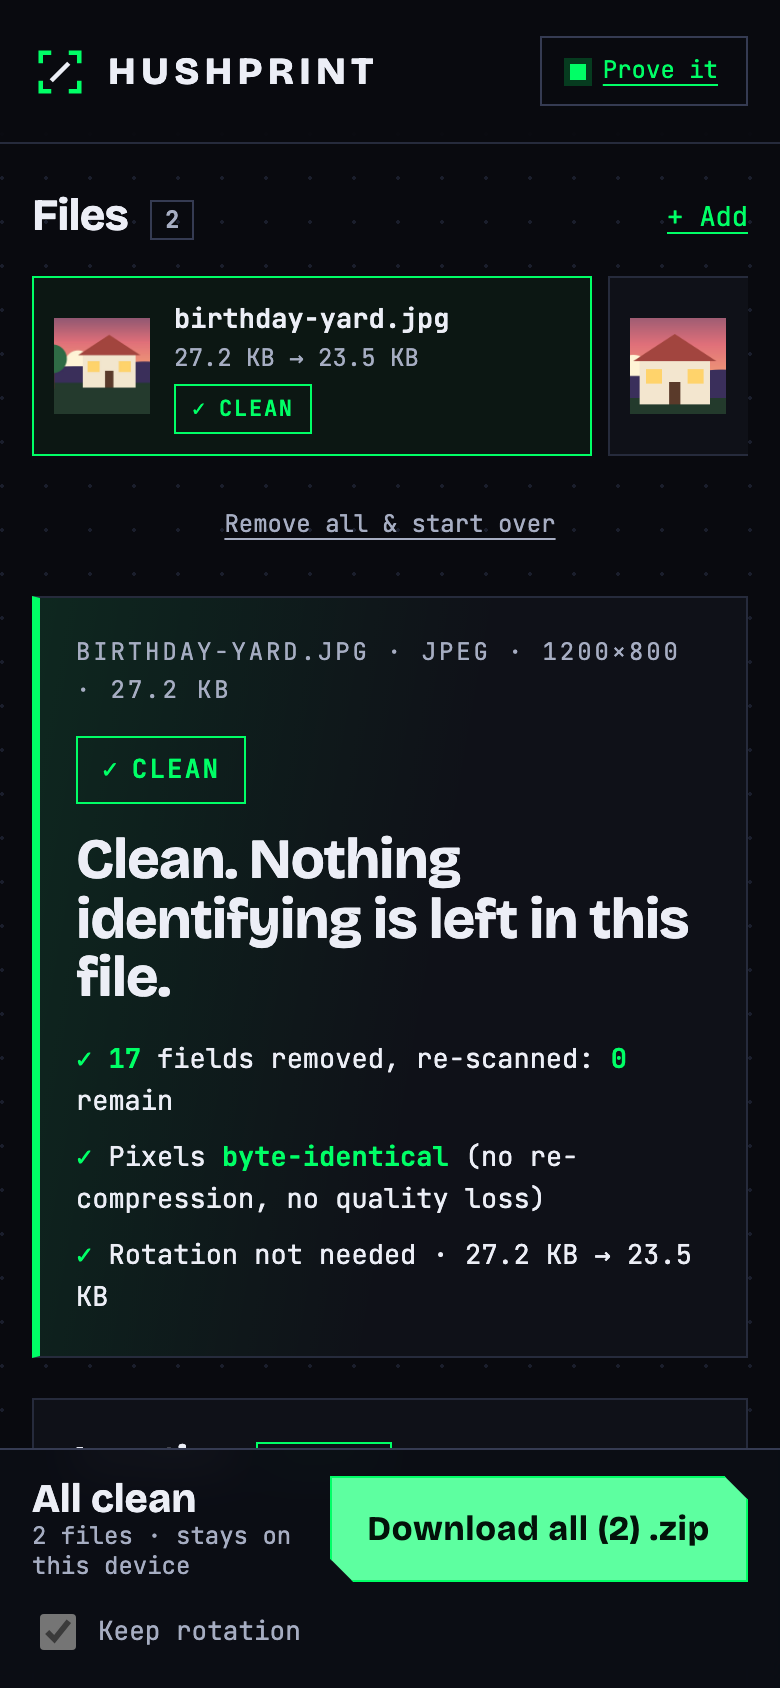 HUSHPRINT
Prove it
Files 2
+ Add
birthday-yard.jpg
27.2 KB → 23.5 KB
✓ CLEAN
Remove all & start over
BIRTHDAY-YARD.JPG · JPEG · 1200×800
· 27.2 KB
✓ CLEAN
Clean. Nothing
identifying is left in this
file.
✓ 17 fields removed, re-scanned: 0
remain
✓ Pixels byte-identical (no re-
compression, no quality loss)
✓ Rotation not needed · 27.2 KB → 23.5
KB
All clean
2 files · stays on
this device
Download all (2) .zip
Keep rotation